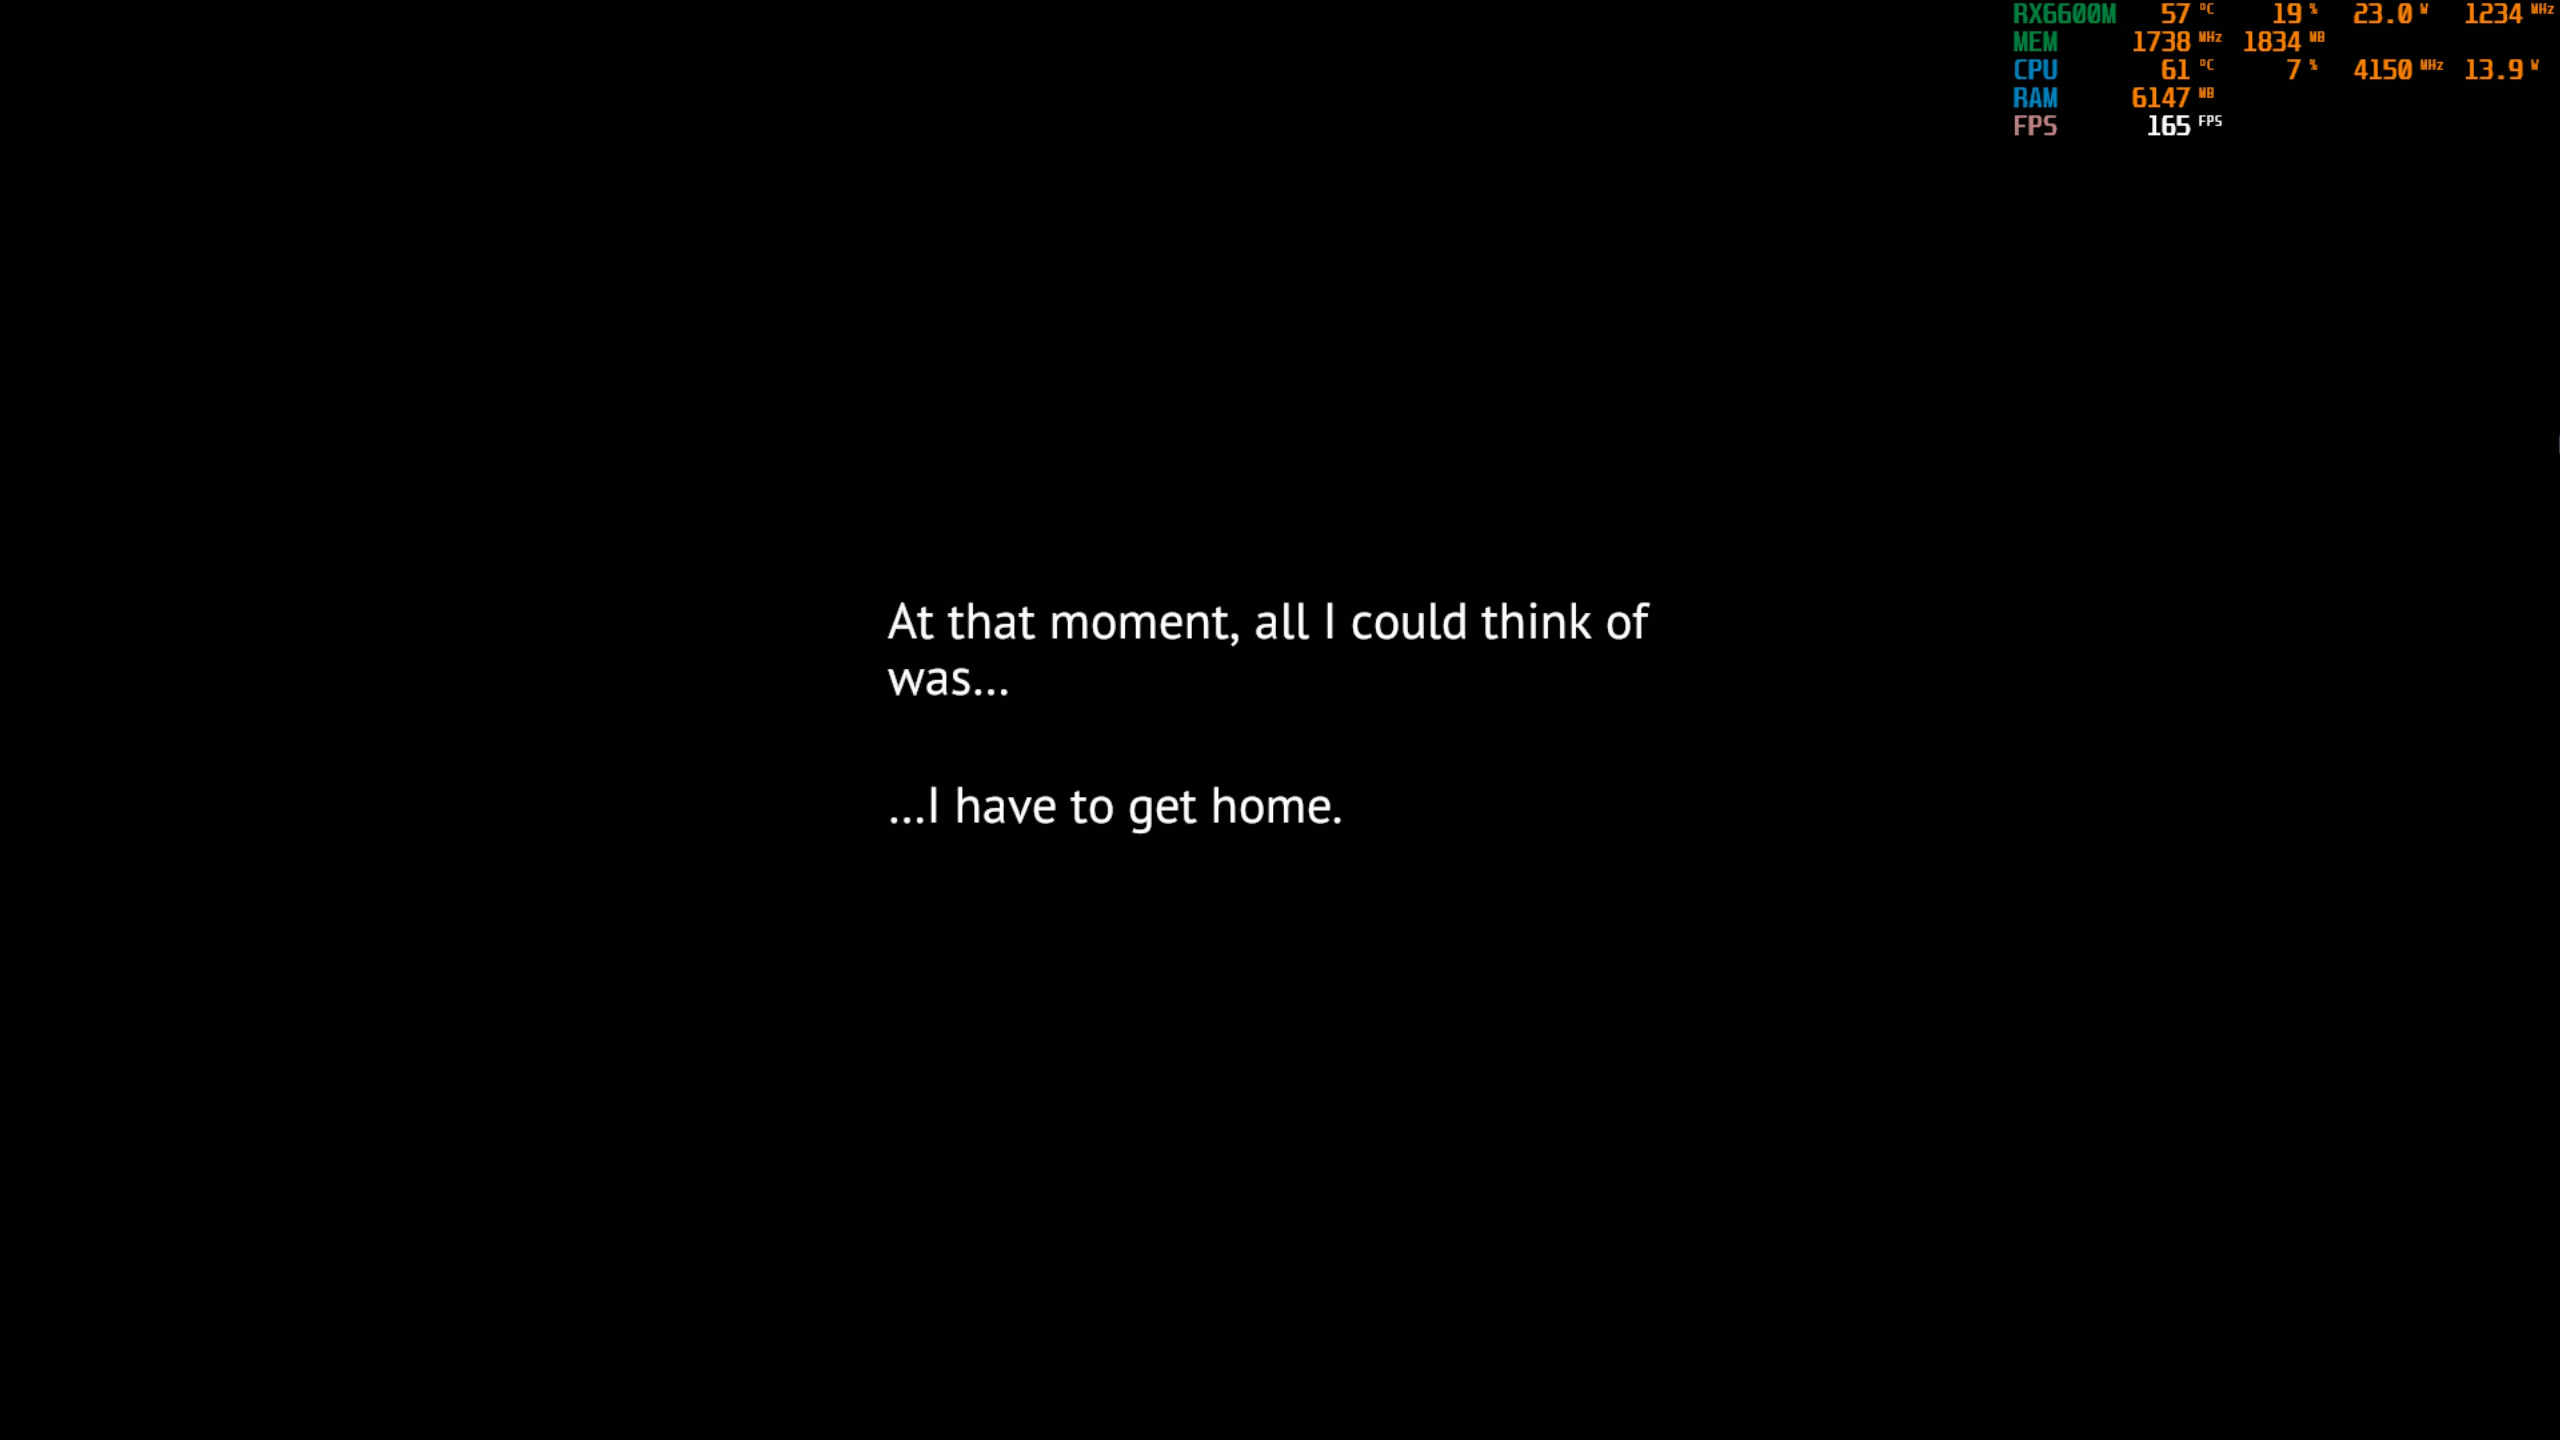 RX6600M 57 °C 19 % 23.0 W 1234 MHz
MEM 1738 MHz 1834 MB
CPU 61 °C 7 % 4150 MHz 13.9 W
RAM 6147 MB
FPS 165 FPS
At that moment, all I could think of
was...
...I have to get home.